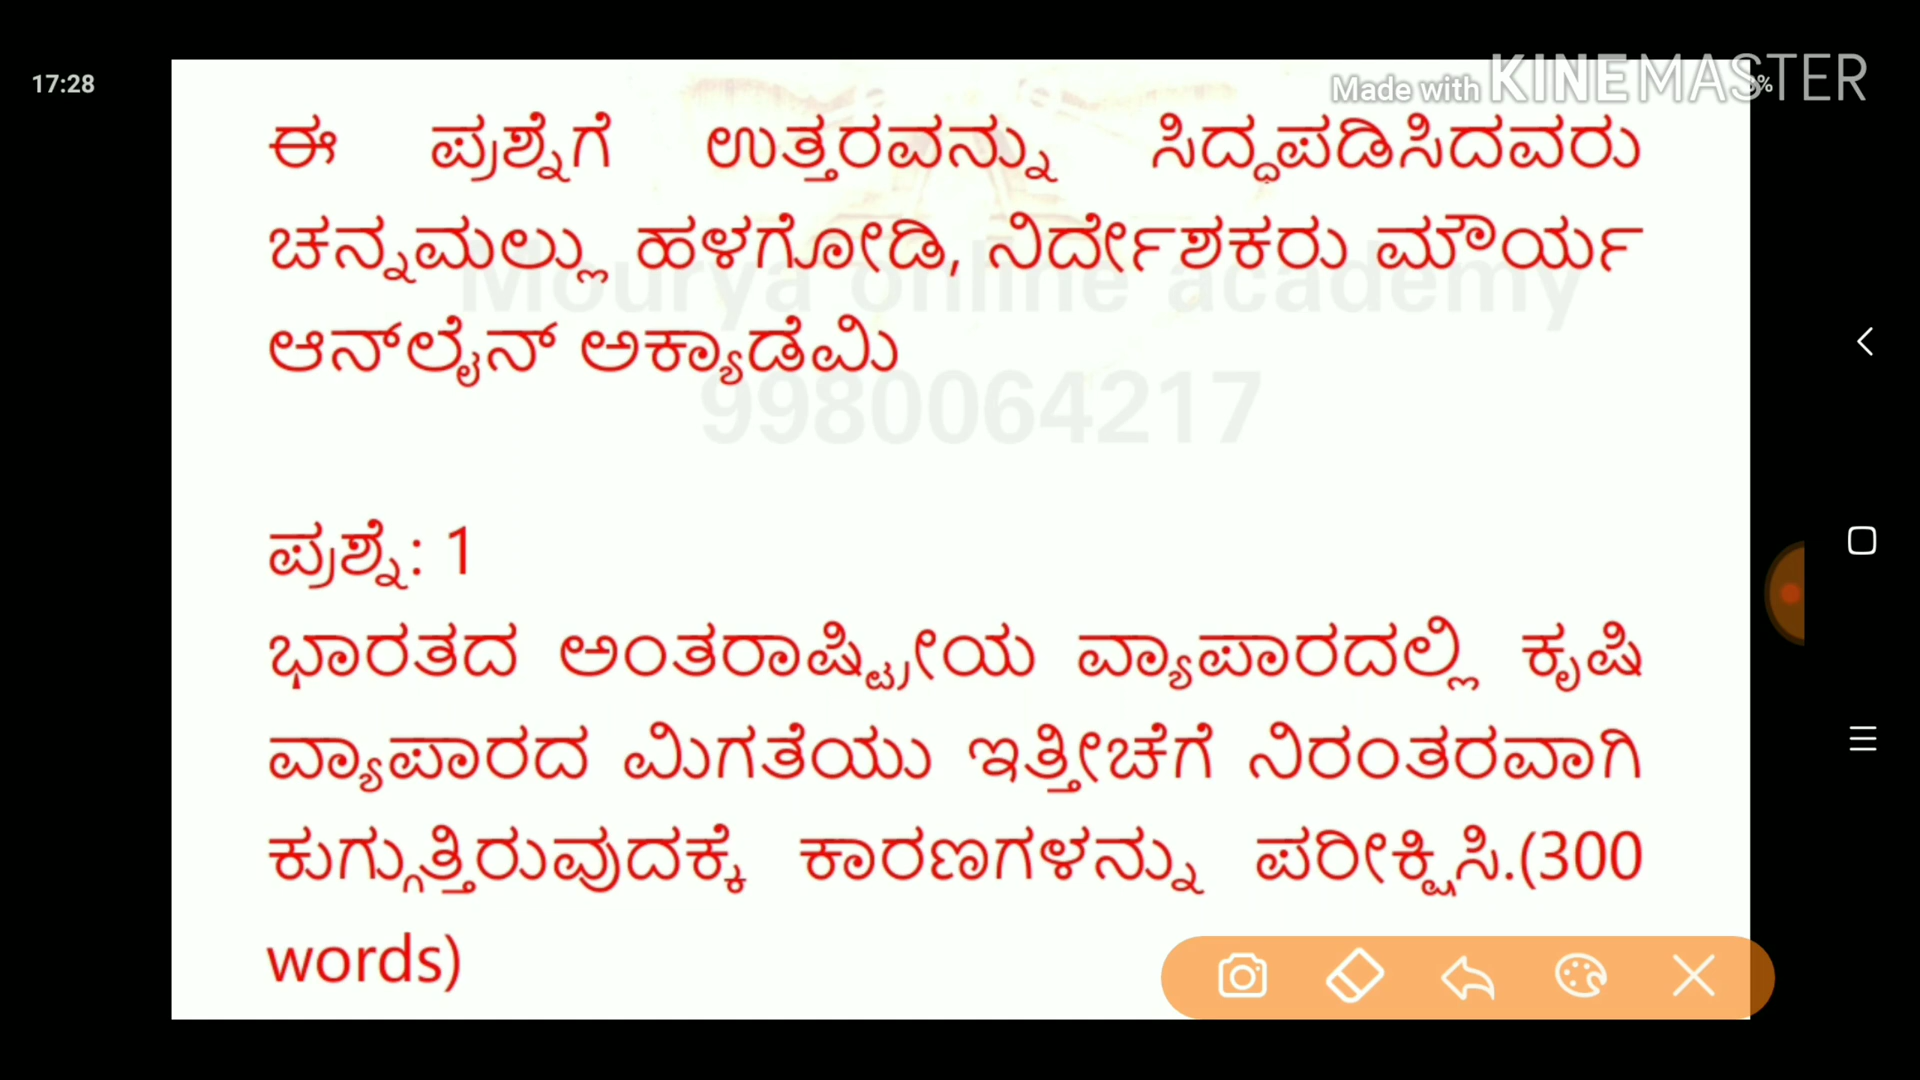 17:28
Made with KINEMASTER
ಈ ಪ್ರಶ್ನೆಗೆ ಉತ್ತರವನ್ನು ಸಿದ್ಧಪಡಿಸಿದವರು
ಚನ್ನಮಲ್ಲು ಹಳಗೋಡಿ, ನಿರ್ದೇಶಕರು ಮೌರ್ಯ
Mourya online academy
ಆನ್‌ಲೈನ್ ಅಕ್ಯಾಡೆಮಿ
9980064217
ಪ್ರಶ್ನೆ: 1
ಭಾರತದ ಅಂತರಾಷ್ಟ್ರೀಯ ವ್ಯಾಪಾರದಲ್ಲಿ ಕೃಷಿ
ವ್ಯಾಪಾರದ ಮಿಗತೆಯು ಇತ್ತೀಚೆಗೆ ನಿರಂತರವಾಗಿ
ಕುಗ್ಗುತ್ತಿರುವುದಕ್ಕೆ ಕಾರಣಗಳನ್ನು ಪರೀಕ್ಷಿಸಿ.(300
words)